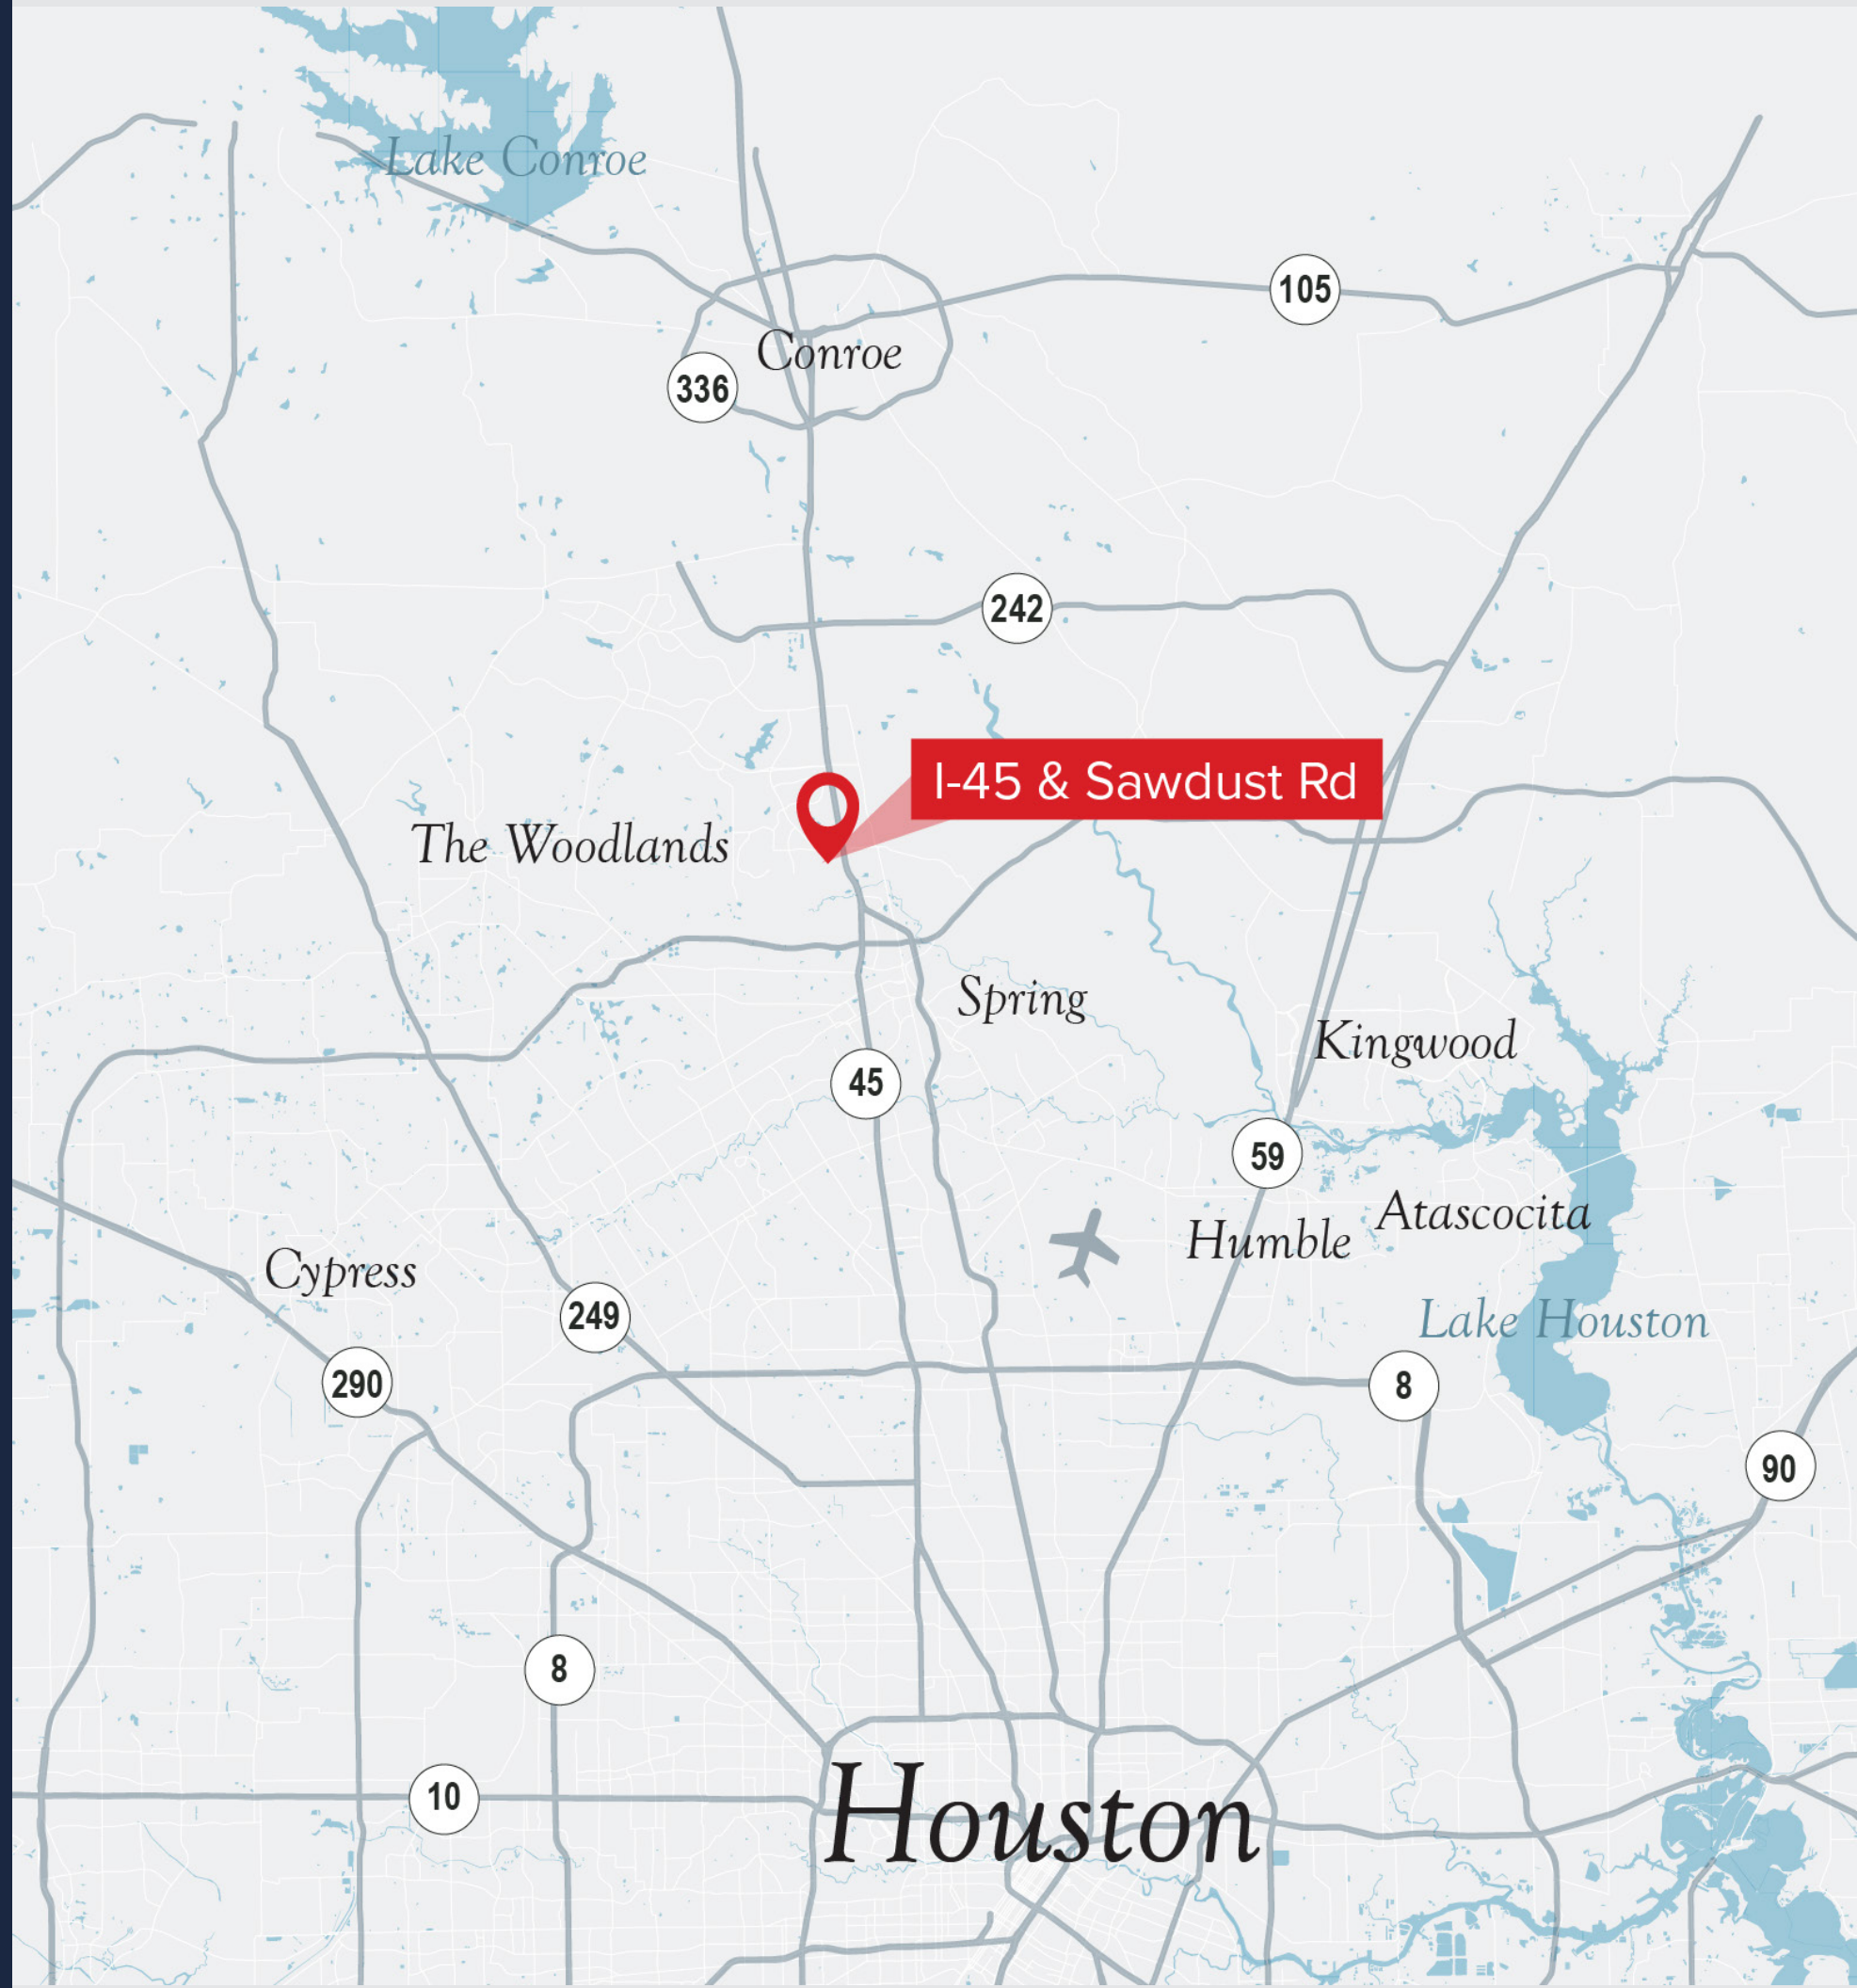 Lake Conroe
105
Conroe
336
242
I-45 & Sawdust Rd
The Woodlands
Spring
Kingwood
45
59
Atascocita
Humble
Cypress
249
Lake Houston
290
8
90
8
10
Houston